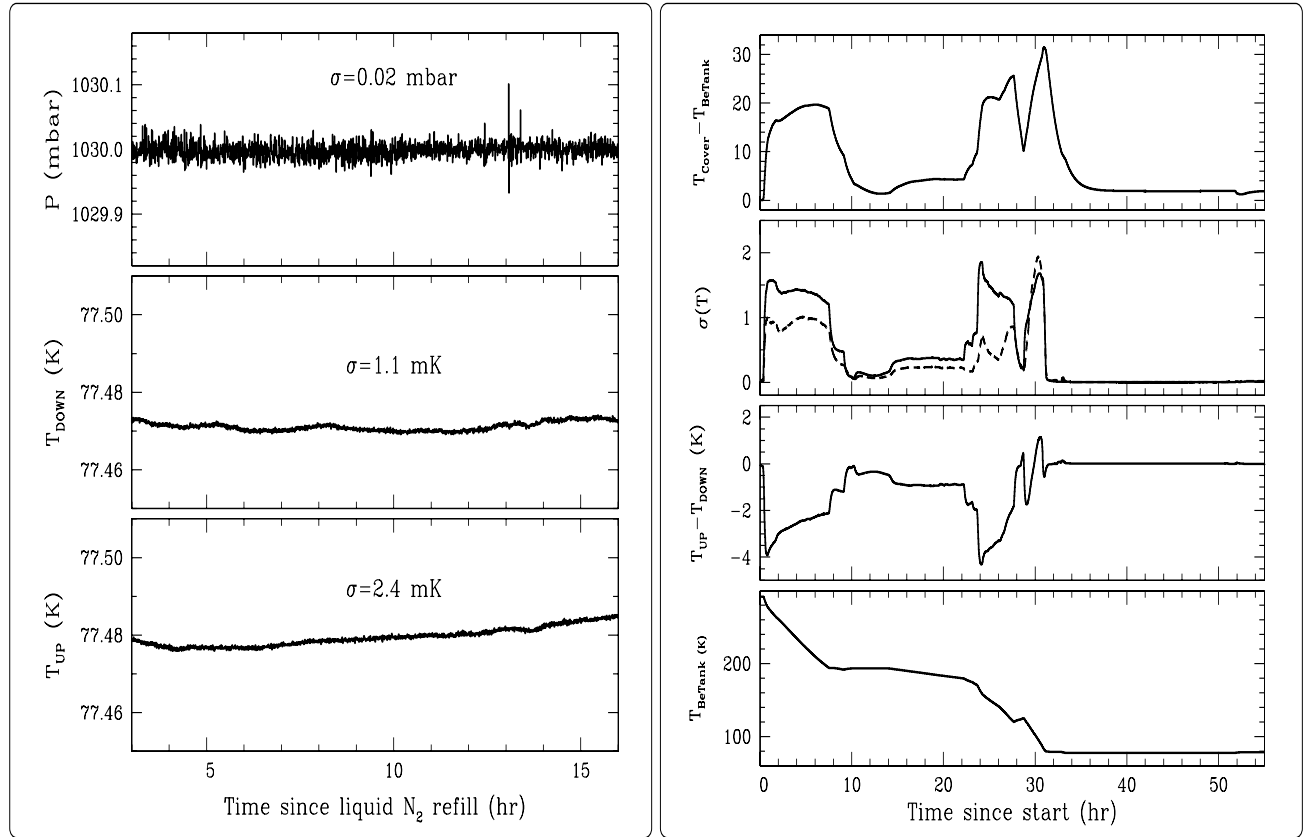 σ=0.02 mbar
1030.1
1030.0
1029.9
P (mbar)
σ=1.1 mK
77.50
77.48
77.46
T_DOWN (K)
σ=2.4 mK
77.50
77.48
77.46
T_UP (K)
5 10 15
Time since liquid N₂ refill (hr)
30
20
10
0
T_Cover−T_BeTank
2
1
0
σ(T)
2
0
−2
−4
T_UP−T_DOWN (K)
200
100
T_BeTank (K)
0 10 20 30 40 50
Time since start (hr)